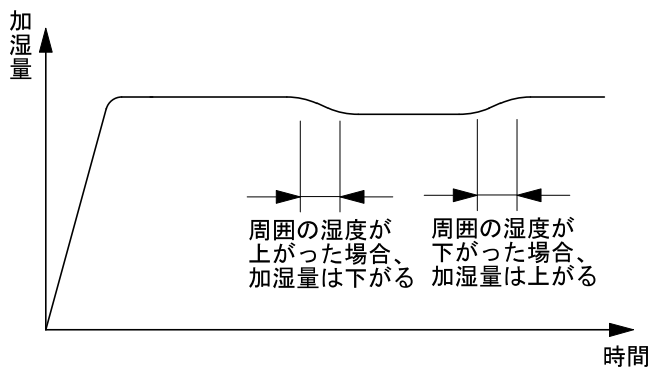 加湿量
周囲の湿度が
上がった場合、
加湿量は下がる
周囲の湿度が
下がった場合、
加湿量は上がる
時間